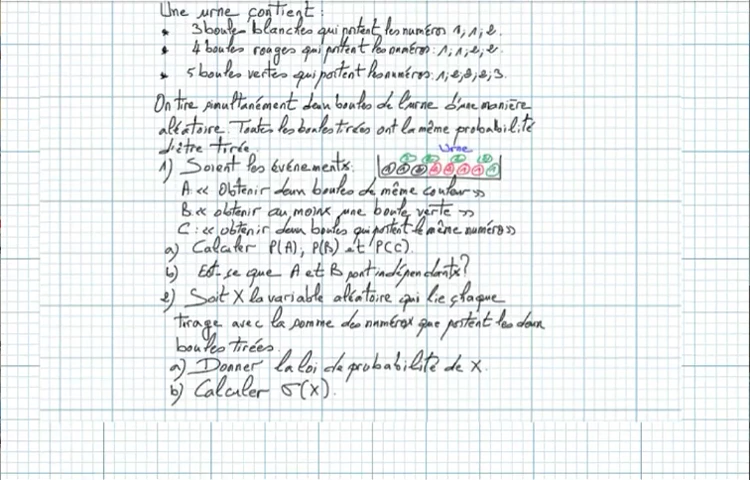 Une urne contient :
• 3 boule blanches qui portent les numéros 1, 1, 2.
• 4 boules rouges qui portent les numéros : 1, 1, 2, 2.
• 5 boules vertes qui portent les numéros : 1, 2, 2, 2, 3.
On tire simultanément deux boules de l'urne d'une manière
aléatoire. Toutes les boules tirées ont la même probabilité
d'être tirée.
Urne
1) Soient les événements:
A « Obtenir deux boules de même couleur »
B « obtenir au moins une boule verte »
C : « obtenir deux boules qui portent le même numéro »
a) Calculer P(A), P(B) et P(C).
b) Est-se que A et B sont indépendants?
2) Soit X la variable aléatoire qui lie chaque
tirage avec la somme des numéros que portent les deux
boules tirées.
a) Donner la loi de probabilité de X.
b) Calculer σ(X).